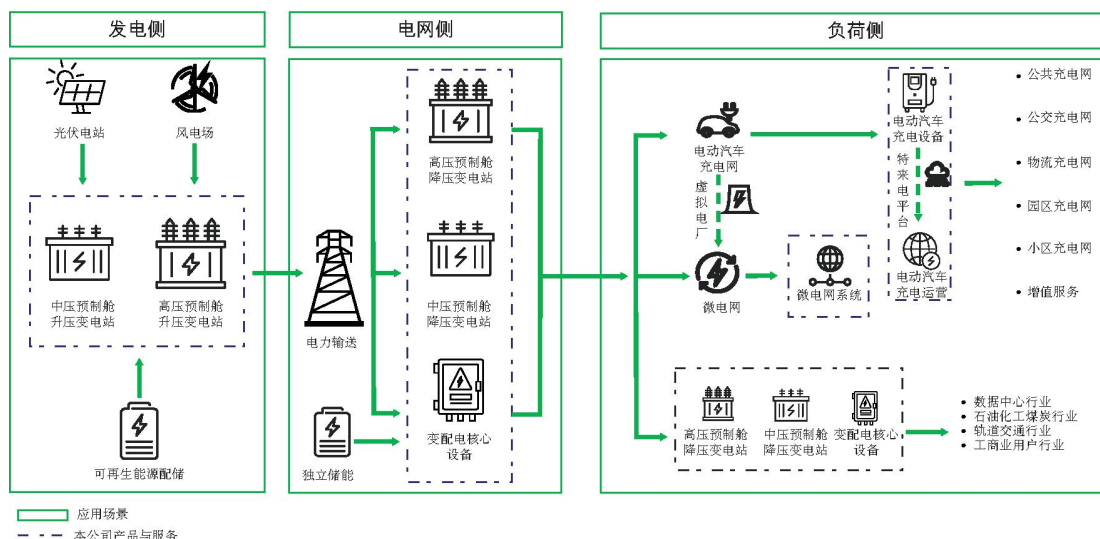 发电侧
电网侧
负荷侧
光伏电站
风电场
中压预制舱
升压变电站
高压预制舱
升压变电站
可再生能源配储
电力输送
独立储能
高压预制舱
降压变电站
中压预制舱
降压变电站
变配电核心
设备
电动汽车
充电网
虚拟电厂
微电网
微电网系统
电动汽车
充电设备
特来电平台
电动汽车
充电运营
• 公共充电网
• 公交充电网
• 物流充电网
• 园区充电网
• 小区充电网
• 增值服务
高压预制舱
降压变电站
中压预制舱
降压变电站
变配电核心
设备
• 数据中心行业
• 石油化工煤炭行业
• 轨道交通行业
• 工商业用户行业
应用场景
本公司产品与服务